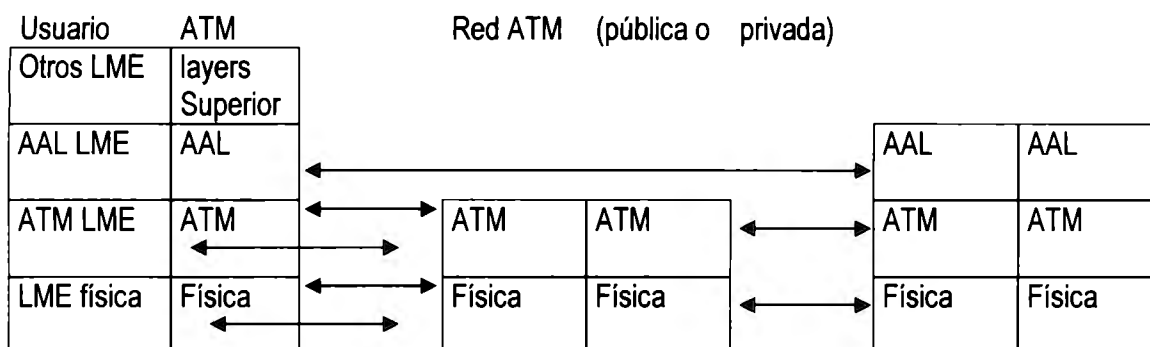 Usuario ATM Red ATM (pública o privada)
Otros LME layers
Superior
AAL LME AAL AAL AAL
ATM LME ATM ATM ATM ATM ATM
LME física Física Física Física Física Física